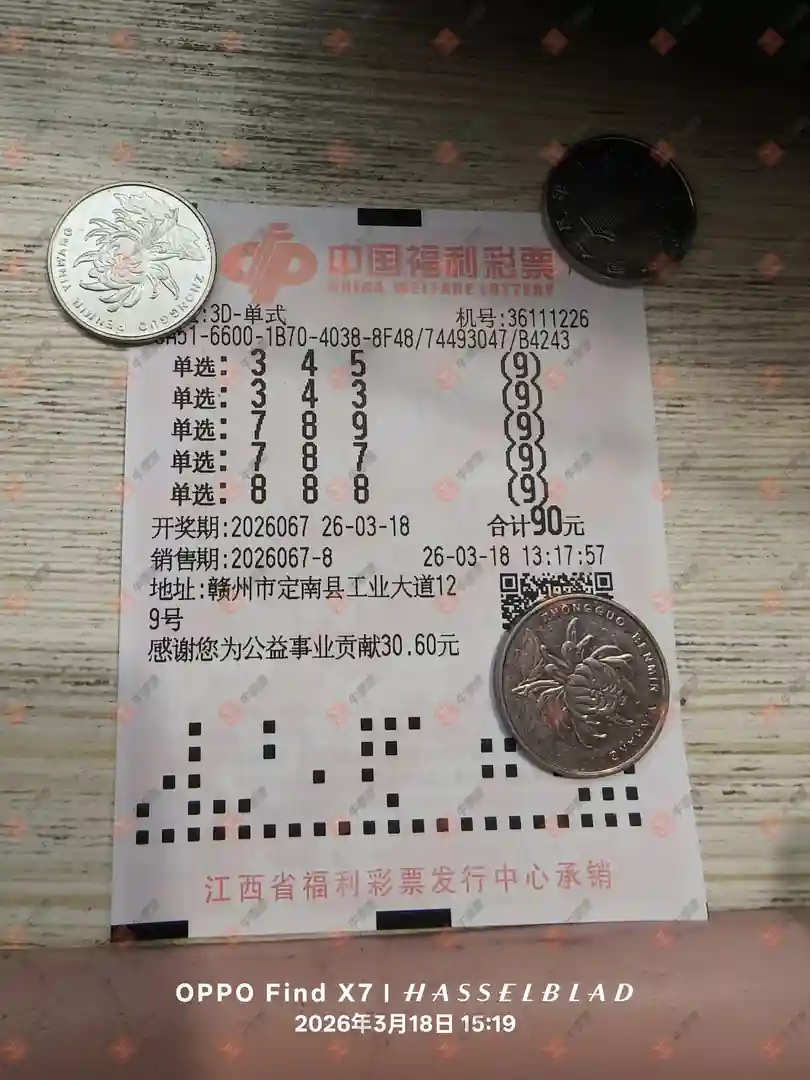 中国福利彩票
CHINA WELFARE LOTTERY
:3D-单式 机号:36111226
6A51-6600-1B70-4038-8F48/74493047/B4243
单选: 3 4 5 (9)
单选: 3 4 3 (9)
单选: 7 8 9 (9)
单选: 7 8 7 (9)
单选: 8 8 8 (9)
开奖期:2026067 26-03-18 合计90元
销售期:2026067-8 26-03-18 13:17:57
地址:赣州市定南县工业大道12
9号
感谢您为公益事业贡献30.60元
ZHONGGUO RENMIN YINHANG
江西省福利彩票发行中心承销
OPPO Find X7 | HASSELBLAD
2026年3月18日 15:19